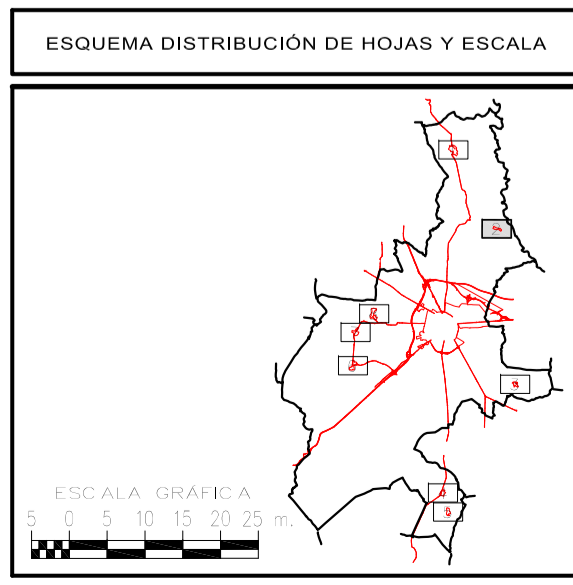 ESQUEMA DISTRIBUCIÓN DE HOJAS Y ESCALA
ESCALA GRÁFICA
5 0 5 10 15 20 25 m.